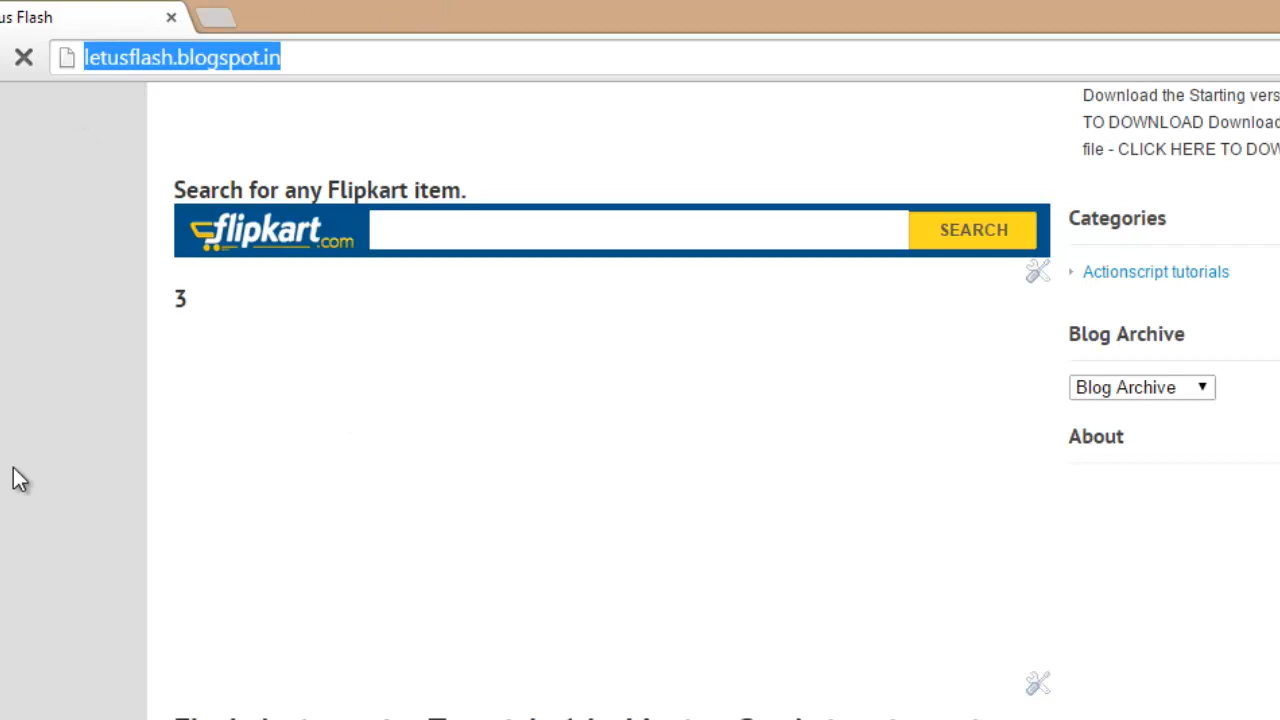 us Flash
letusflash.blogspot.in
Download the Starting vers
TO DOWNLOAD Download
file - CLICK HERE TO DOW
Search for any Flipkart item.
flipkart.com
SEARCH
Categories
Actionscript tutorials
3
Blog Archive
Blog Archive
About